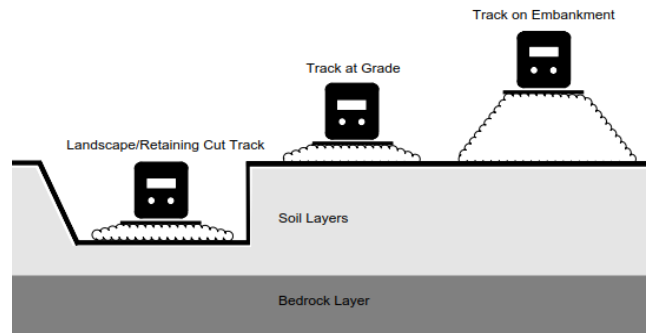 Track on Embankment
Track at Grade
Landscape/Retaining Cut Track
Soil Layers
Bedrock Layer